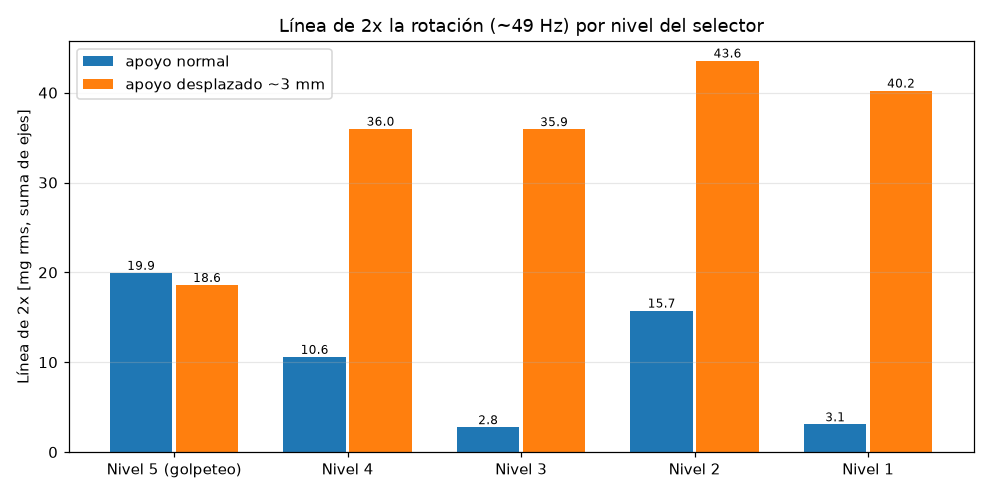 Línea de 2x la rotación (~49 Hz) por nivel del selector
apoyo normal
apoyo desplazado ~3 mm
Línea de 2x [mg rms, suma de ejes]
40
30
20
10
0
19.9
18.6
10.6
36.0
2.8
35.9
15.7
43.6
3.1
40.2
Nivel 5 (golpeteo)
Nivel 4
Nivel 3
Nivel 2
Nivel 1